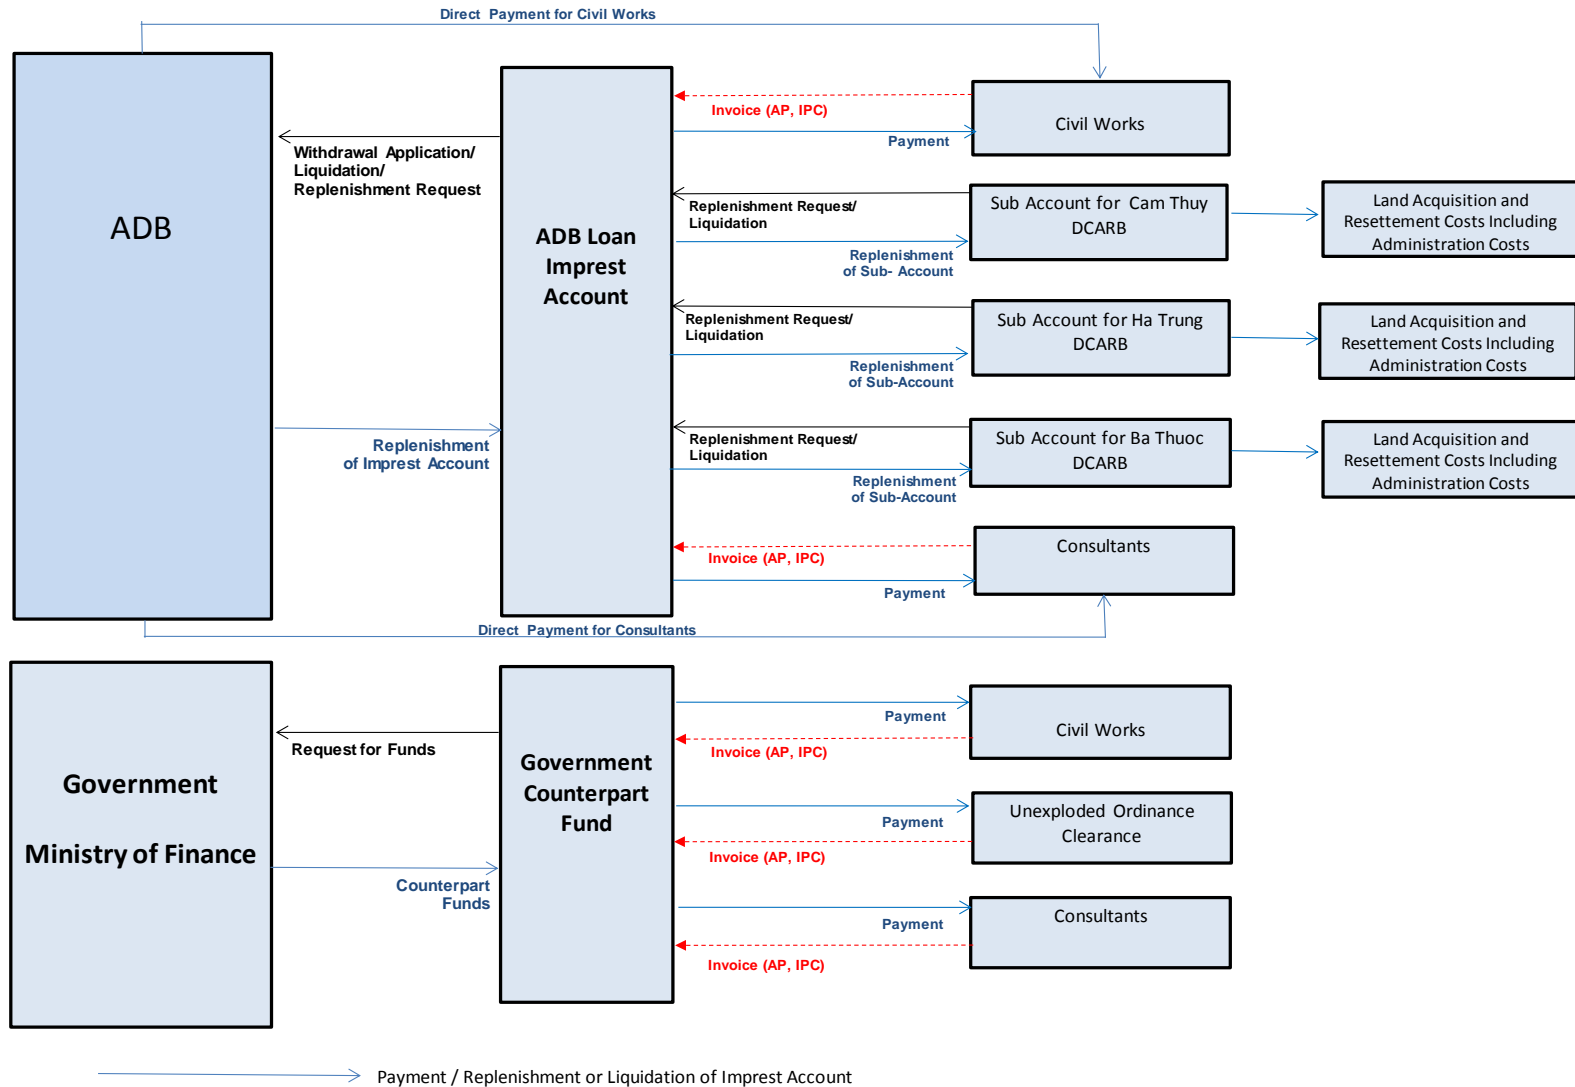 Direct Payment for Civil Works
ADB
Withdrawal Application/
Liquidation/
Replenishment Request
Replenishment
of Imprest Account
ADB Loan
Imprest
Account
Invoice (AP, IPC)
Payment
Civil Works
Replenishment Request/
Liquidation
Replenishment
of Sub- Account
Sub Account for Cam Thuy
DCARB
Land Acquisition and
Resettement Costs Including
Administration Costs
Replenishment Request/
Liquidation
Replenishment
of Sub-Account
Sub Account for Ha Trung
DCARB
Land Acquisition and
Resettement Costs Including
Administration Costs
Replenishment Request/
Liquidation
Replenishment
of Sub-Account
Sub Account for Ba Thuoc
DCARB
Land Acquisition and
Resettement Costs Including
Administration Costs
Invoice (AP, IPC)
Payment
Consultants
Direct Payment for Consultants
Government
Ministry of Finance
Request for Funds
Counterpart
Funds
Government
Counterpart
Fund
Payment
Invoice (AP, IPC)
Civil Works
Payment
Invoice (AP, IPC)
Unexploded Ordinance
Clearance
Payment
Invoice (AP, IPC)
Consultants
Payment / Replenishment or Liquidation of Imprest Account